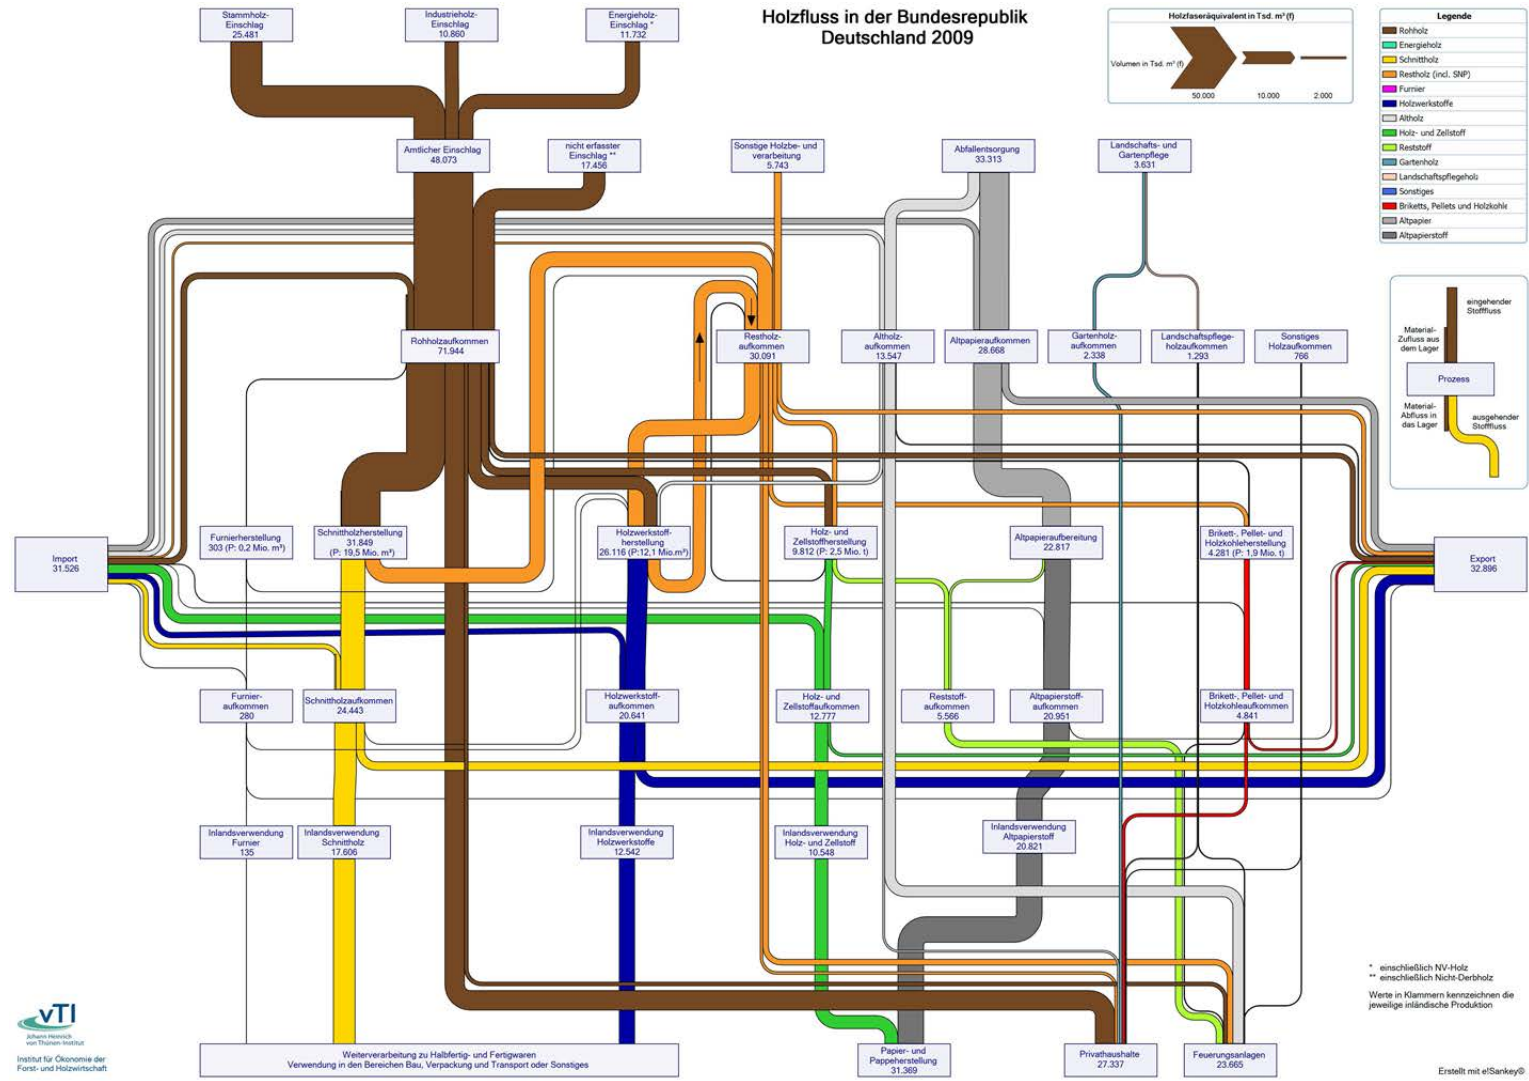 Holzfluss in der Bundesrepublik
Deutschland 2009
Stammholz-
Einschlag
25.481
Industrieholz-
Einschlag
10.860
Energieholz-
Einschlag *
11.732
Holzfaseräquivalent in Tsd. m³ (f)
Volumen in Tsd. m³ (f)
50.000
10.000
2.000
Legende
Rohholz
Energieholz
Schnittholz
Restholz (incl. SNP)
Furnier
Holzwerkstoffe
Altholz
Holz- und Zellstoff
Reststoff
Gartenholz
Landschaftspflegeholz
Sonstiges
Briketts, Pellets und Holzkohle
Altpapier
Altpapierstoff
Amtlicher Einschlag
48.073
nicht erfasster
Einschlag **
17.456
Sonstige Holzbe- und
verarbeitung
5.743
Abfallentsorgung
33.313
Landschafts- und
Gartenpflege
3.631
Rohholzaufkommen
71.944
Restholz-
aufkommen
30.091
Altholz-
aufkommen
13.547
Altpapieraufkommen
28.668
Gartenholz-
aufkommen
2.338
Landschaftspflege-
holzaufkommen
1.293
Sonstiges
Holzaufkommen
766
eingehender
Stofffluss
Material-
Zufluss aus
dem Lager
Prozess
Material-
Abfluss in
das Lager
ausgehender
Stofffluss
Import
31.526
Furnierherstellung
303 (P: 0,2 Mio. m³)
Schnittholzherstellung
31.849
(P: 19,5 Mio. m³)
Holzwerkstoff-
herstellung
26.116 (P:12,1 Mio.m³)
Holz- und
Zellstoffherstellung
9.812 (P: 2,5 Mio. t)
Altpapieraufbereitung
22.817
Brikett-, Pellet- und
Holzkohleherstellung
4.281 (P: 1,9 Mio. t)
Export
32.896
Furnier-
aufkommen
280
Schnittholzaufkommen
24.443
Holzwerkstoff-
aufkommen
20.641
Holz- und
Zellstoffaufkommen
12.777
Reststoff-
aufkommen
5.566
Altpapierstoff-
aufkommen
20.951
Brikett-, Pellet- und
Holzkohleaufkommen
4.841
Inlandsverwendung
Furnier
135
Inlandsverwendung
Schnittholz
17.606
Inlandsverwendung
Holzwerkstoffe
12.542
Inlandsverwendung
Holz- und Zellstoff
10.548
Inlandsverwendung
Altpapierstoff
20.821
* einschließlich NV-Holz
** einschließlich Nicht-Derbholz
Werte in Klammern kennzeichnen die
jeweilige inländische Produktion
vTI
Johann Heinrich
von Thünen-Institut
Institut für Ökonomie der
Forst- und Holzwirtschaft
Weiterverarbeitung zu Halbfertig- und Fertigwaren
Verwendung in den Bereichen Bau, Verpackung und Transport oder Sonstiges
Papier- und
Pappeherstellung
31.369
Privathaushalte
27.337
Feuerungsanlagen
23.665
Erstellt mit e!Sankey®